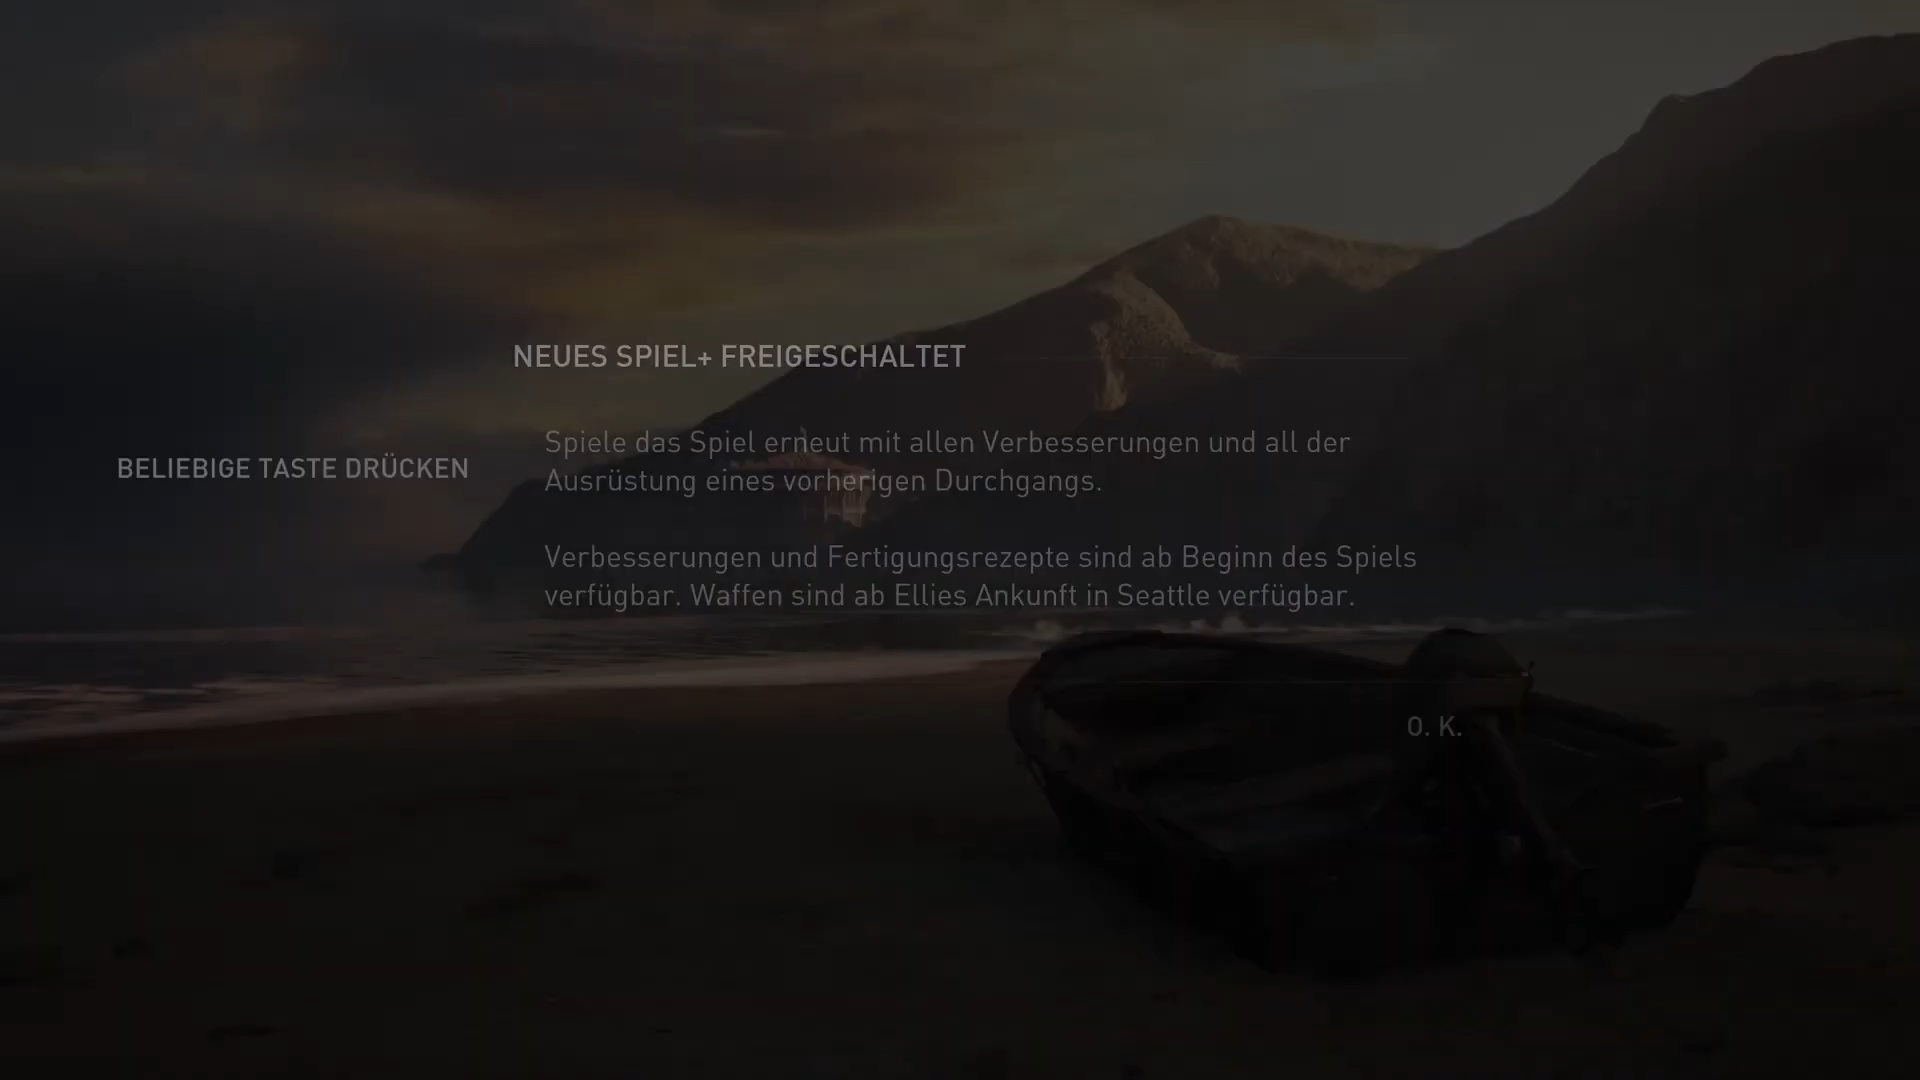 NEUES SPIEL+ FREIGESCHALTET
BELIEBIGE TASTE DRÜCKEN
Spiele das Spiel erneut mit allen Verbesserungen und all der
Ausrüstung eines vorherigen Durchgangs.
Verbesserungen und Fertigungsrezepte sind ab Beginn des Spiels
verfügbar. Waffen sind ab Ellies Ankunft in Seattle verfügbar.
O. K.